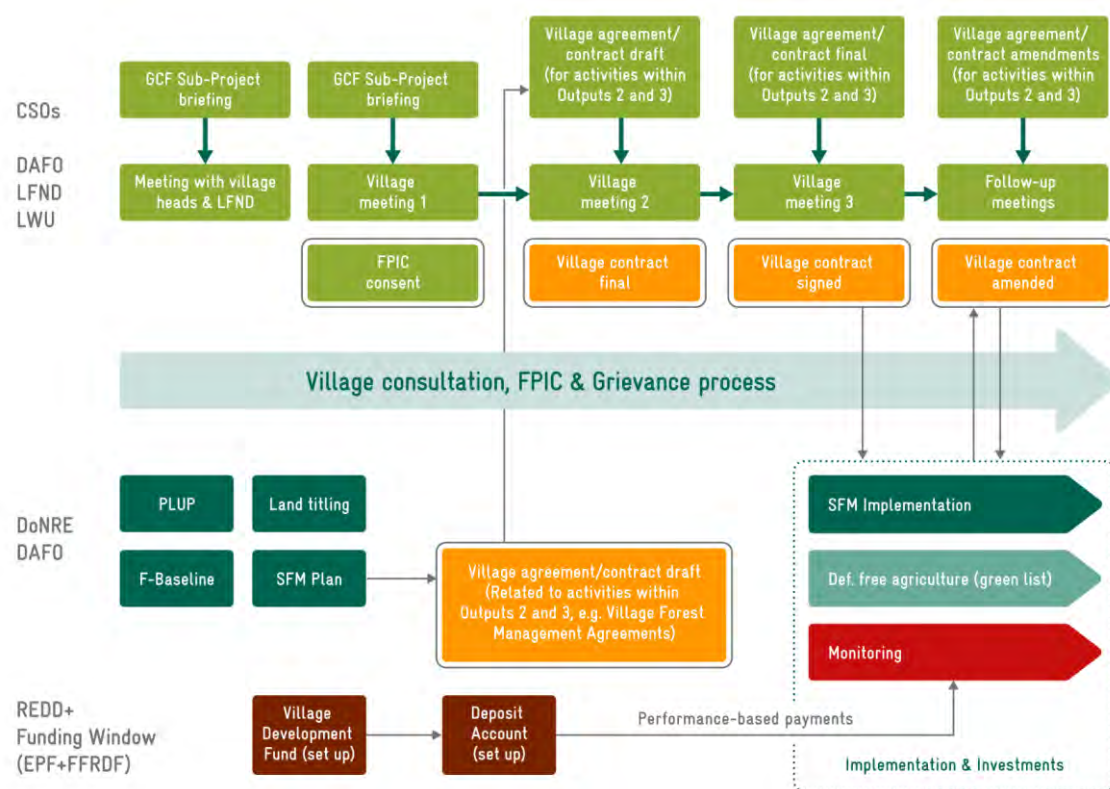 CSOs
DAFO
LFND
LWU
GCF Sub-Project
briefing
GCF Sub-Project
briefing
Village agreement/
contract draft
(for activities within
Outputs 2 and 3)
Village agreement/
contract final
(for activities within
Outputs 2 and 3)
Village agreement/
contract amendments
(for activities within
Outputs 2 and 3)
Meeting with village
heads & LFND
Village
meeting 1
Village
meeting 2
Village
meeting 3
Follow-up
meetings
FPIC
consent
Village contract
final
Village contract
signed
Village contract
amended
Village consultation, FPIC & Grievance process
DoNRE
DAFO
PLUP
Land titling
F-Baseline
SFM Plan
Village agreement/contract draft
(Related to activities within
Outputs 2 and 3, e.g. Village Forest
Management Agreements)
SFM Implementation
Def. free agriculture (green list)
Monitoring
REDD+
Funding Window
(EPF+FFRDF)
Village
Development
Fund (set up)
Deposit
Account
(set up)
Performance-based payments
Implementation & Investments